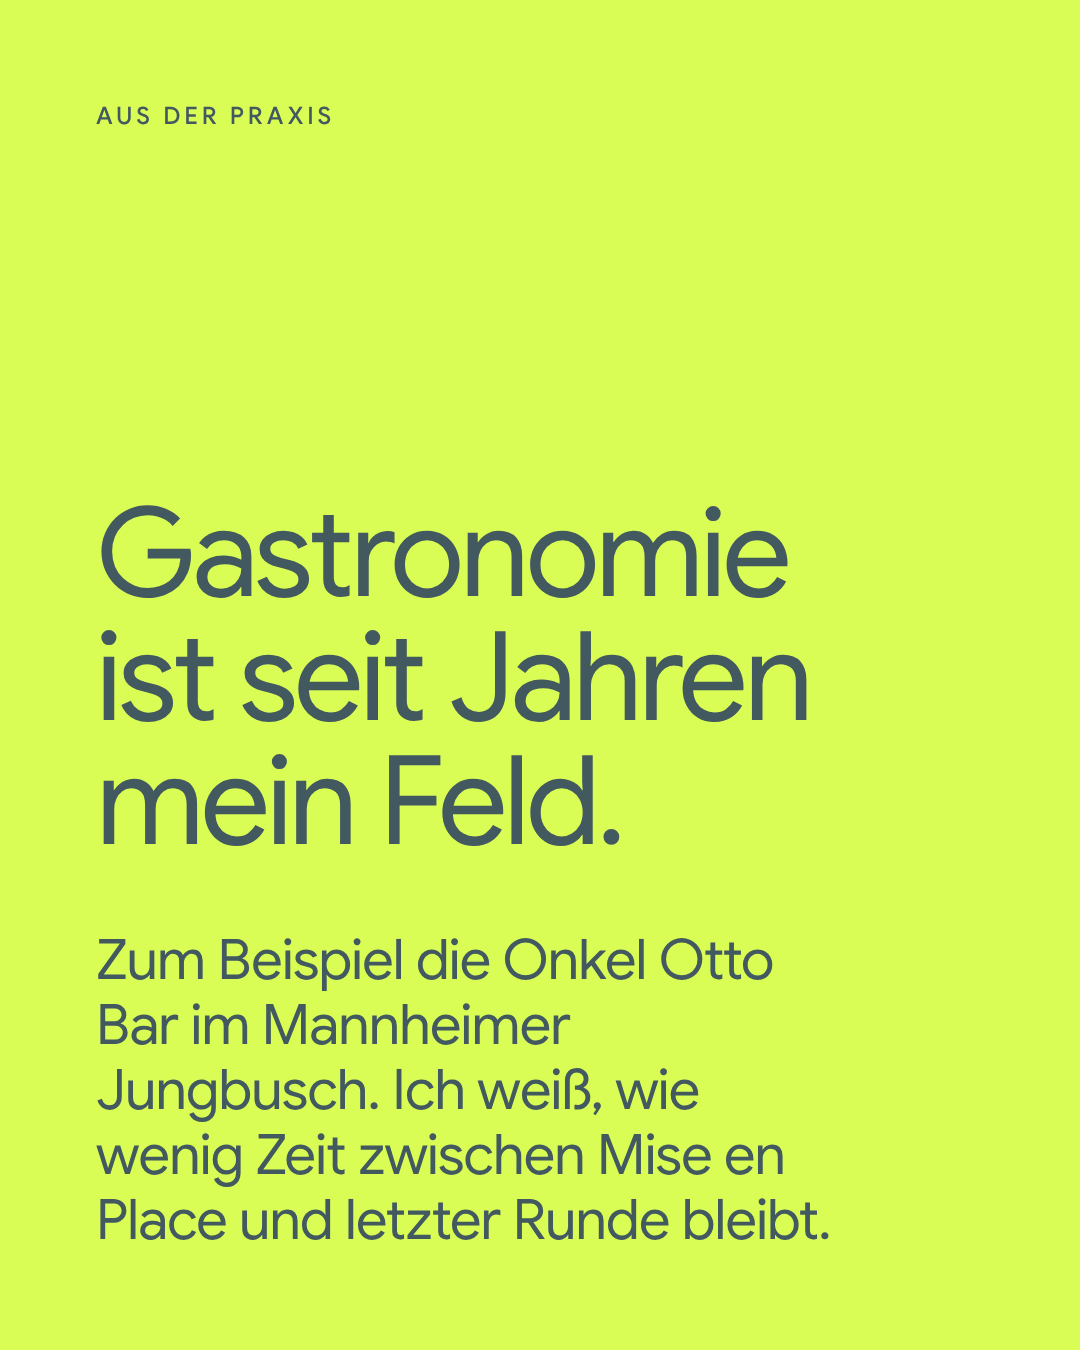 AUS DER PRAXIS
Gastronomie
ist seit Jahren
mein Feld.
Zum Beispiel die Onkel Otto
Bar im Mannheimer
Jungbusch. Ich weiß, wie
wenig Zeit zwischen Mise en
Place und letzter Runde bleibt.